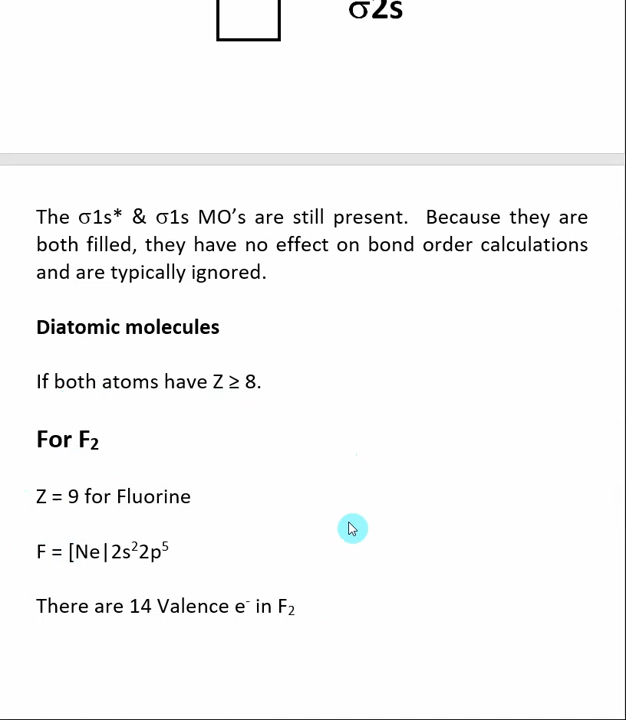 σ2s
The σ1s* & σ1s MO’s are still present. Because they are
both filled, they have no effect on bond order calculations
and are typically ignored.
Diatomic molecules
If both atoms have Z ≥ 8.
For F₂
Z = 9 for Fluorine
F = [Ne|2s²2p⁵
There are 14 Valence e⁻ in F₂